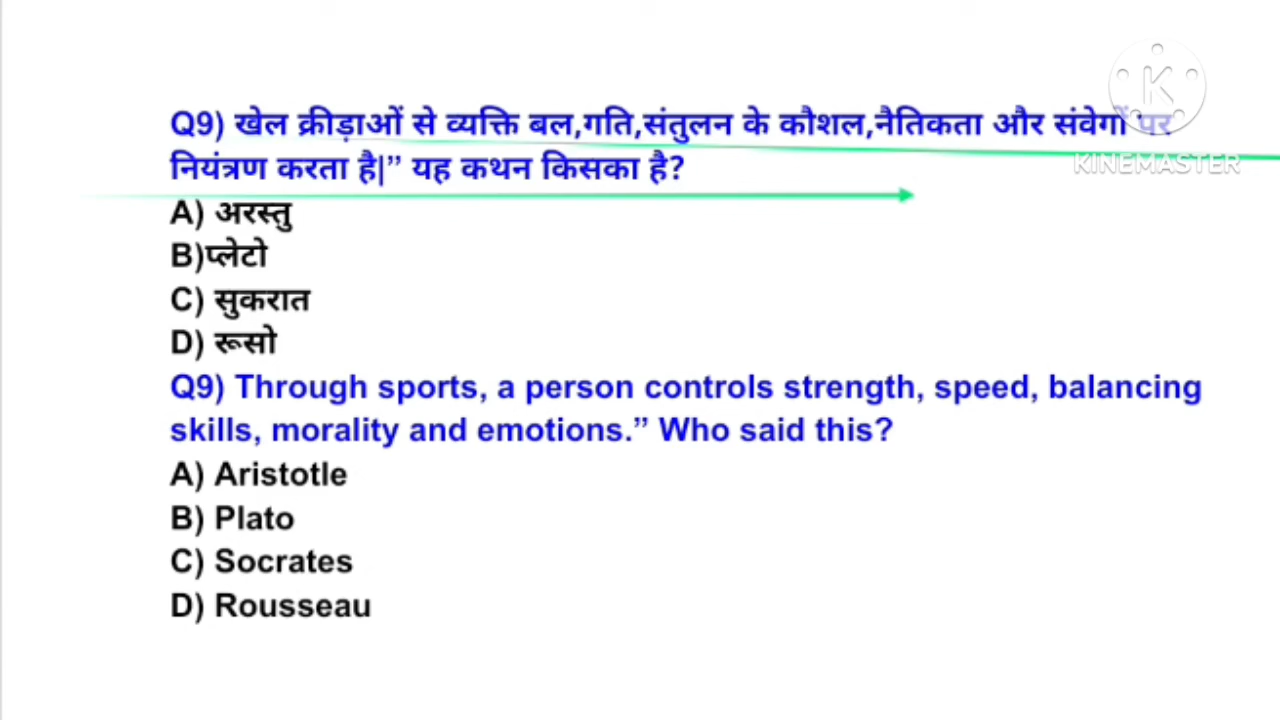 Q9) खेल क्रीड़ाओं से व्यक्ति बल,गति,संतुलन के कौशल,नैतिकता और संवेगों पर
नियंत्रण करता है|” यह कथन किसका है?
A) अरस्तु
B)प्लेटो
C) सुकरात
D) रूसो
Q9) Through sports, a person controls strength, speed, balancing
skills, morality and emotions.” Who said this?
A) Aristotle
B) Plato
C) Socrates
D) Rousseau
K
KINEMASTER